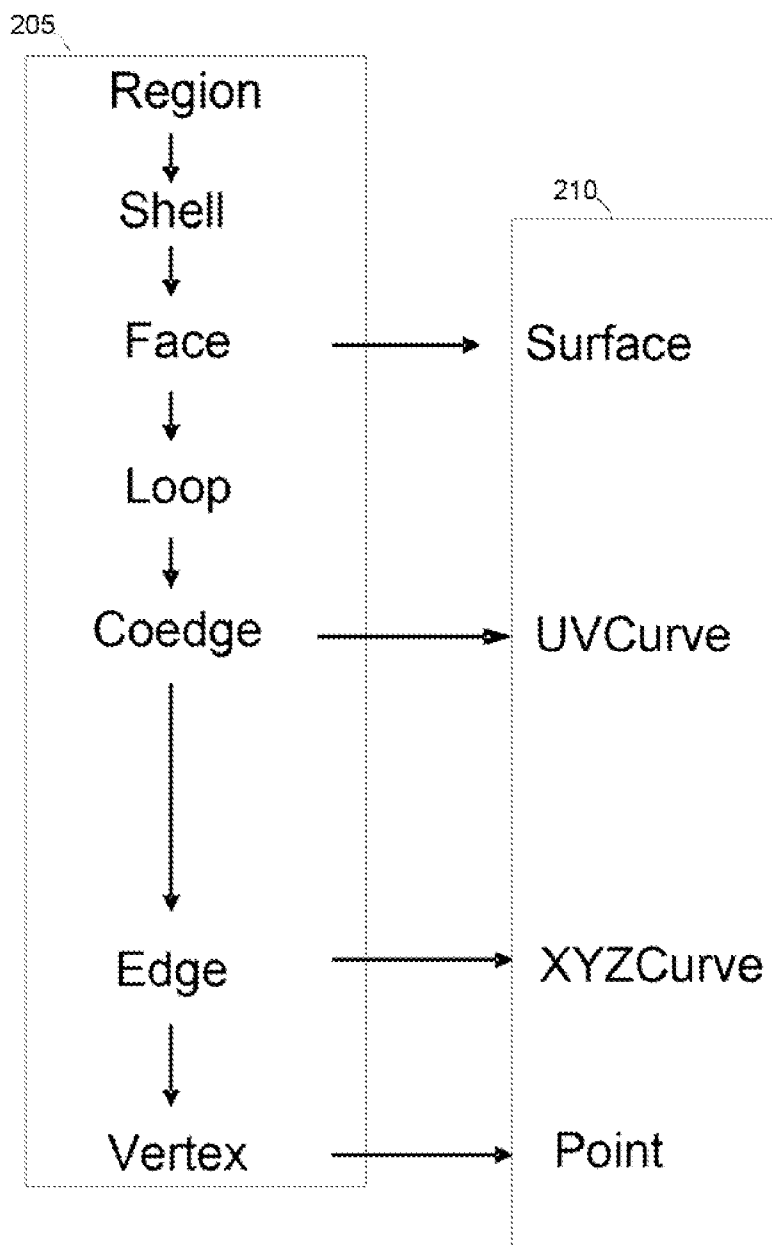 205
Region
Shell
210
Face
Surface
Loop
Coedge
UVCurve
Edge
XYZCurve
Vertex
Point